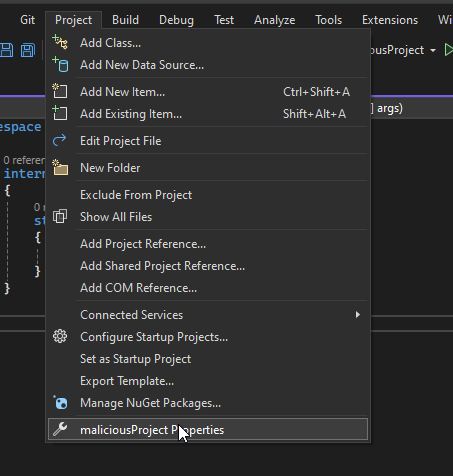 Git Project Build Debug Test Analyze Tools Extensions Wi
Add Class...
ousProject
Add New Data Source...
Add New Item... Ctrl+Shift+A
Add Existing Item... Shift+Alt+A
] args)
espace
Edit Project File
0 referen
New Folder
intern
{
Exclude From Project
0 r
Show All Files
st
{
Add Project Reference...
Add Shared Project Reference...
}
Add COM Reference...
}
Connected Services
Configure Startup Projects...
Set as Startup Project
Export Template...
Manage NuGet Packages...
maliciousProject Properties